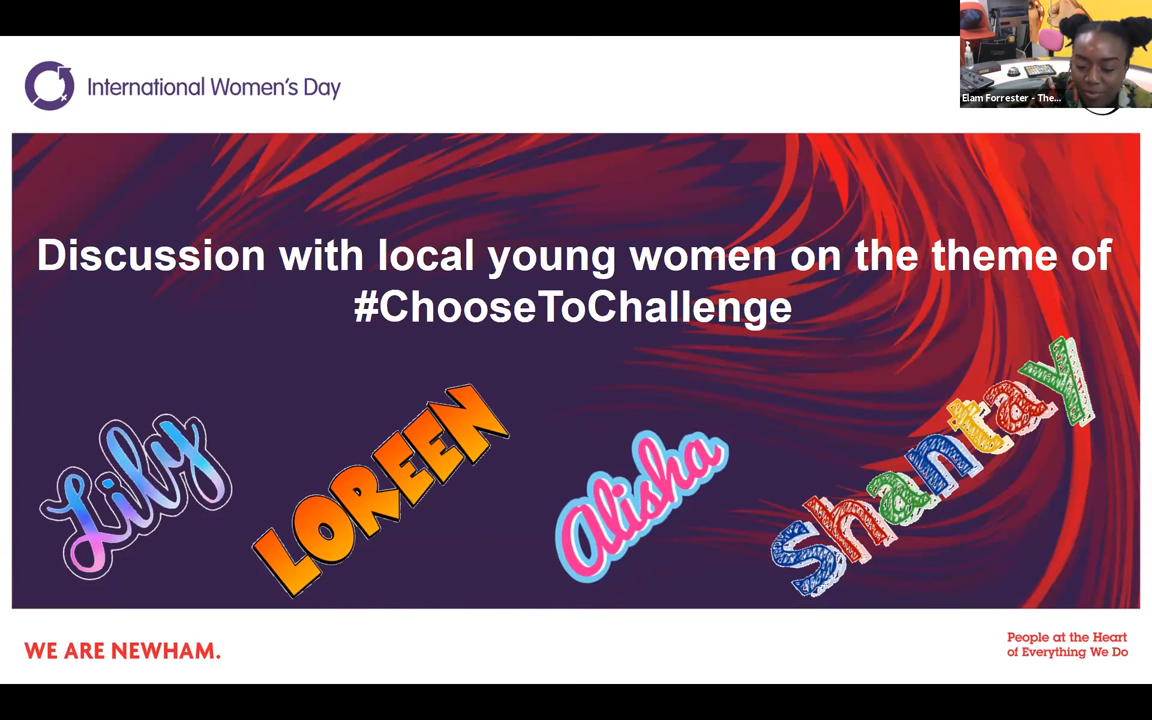 International Women's Day
Elam Forrester - The...
Discussion with local young women on the theme of
#ChooseToChallenge
Lily
LOREEN
Alisha
Shantay
WE ARE NEWHAM.
People at the Heart
of Everything We Do